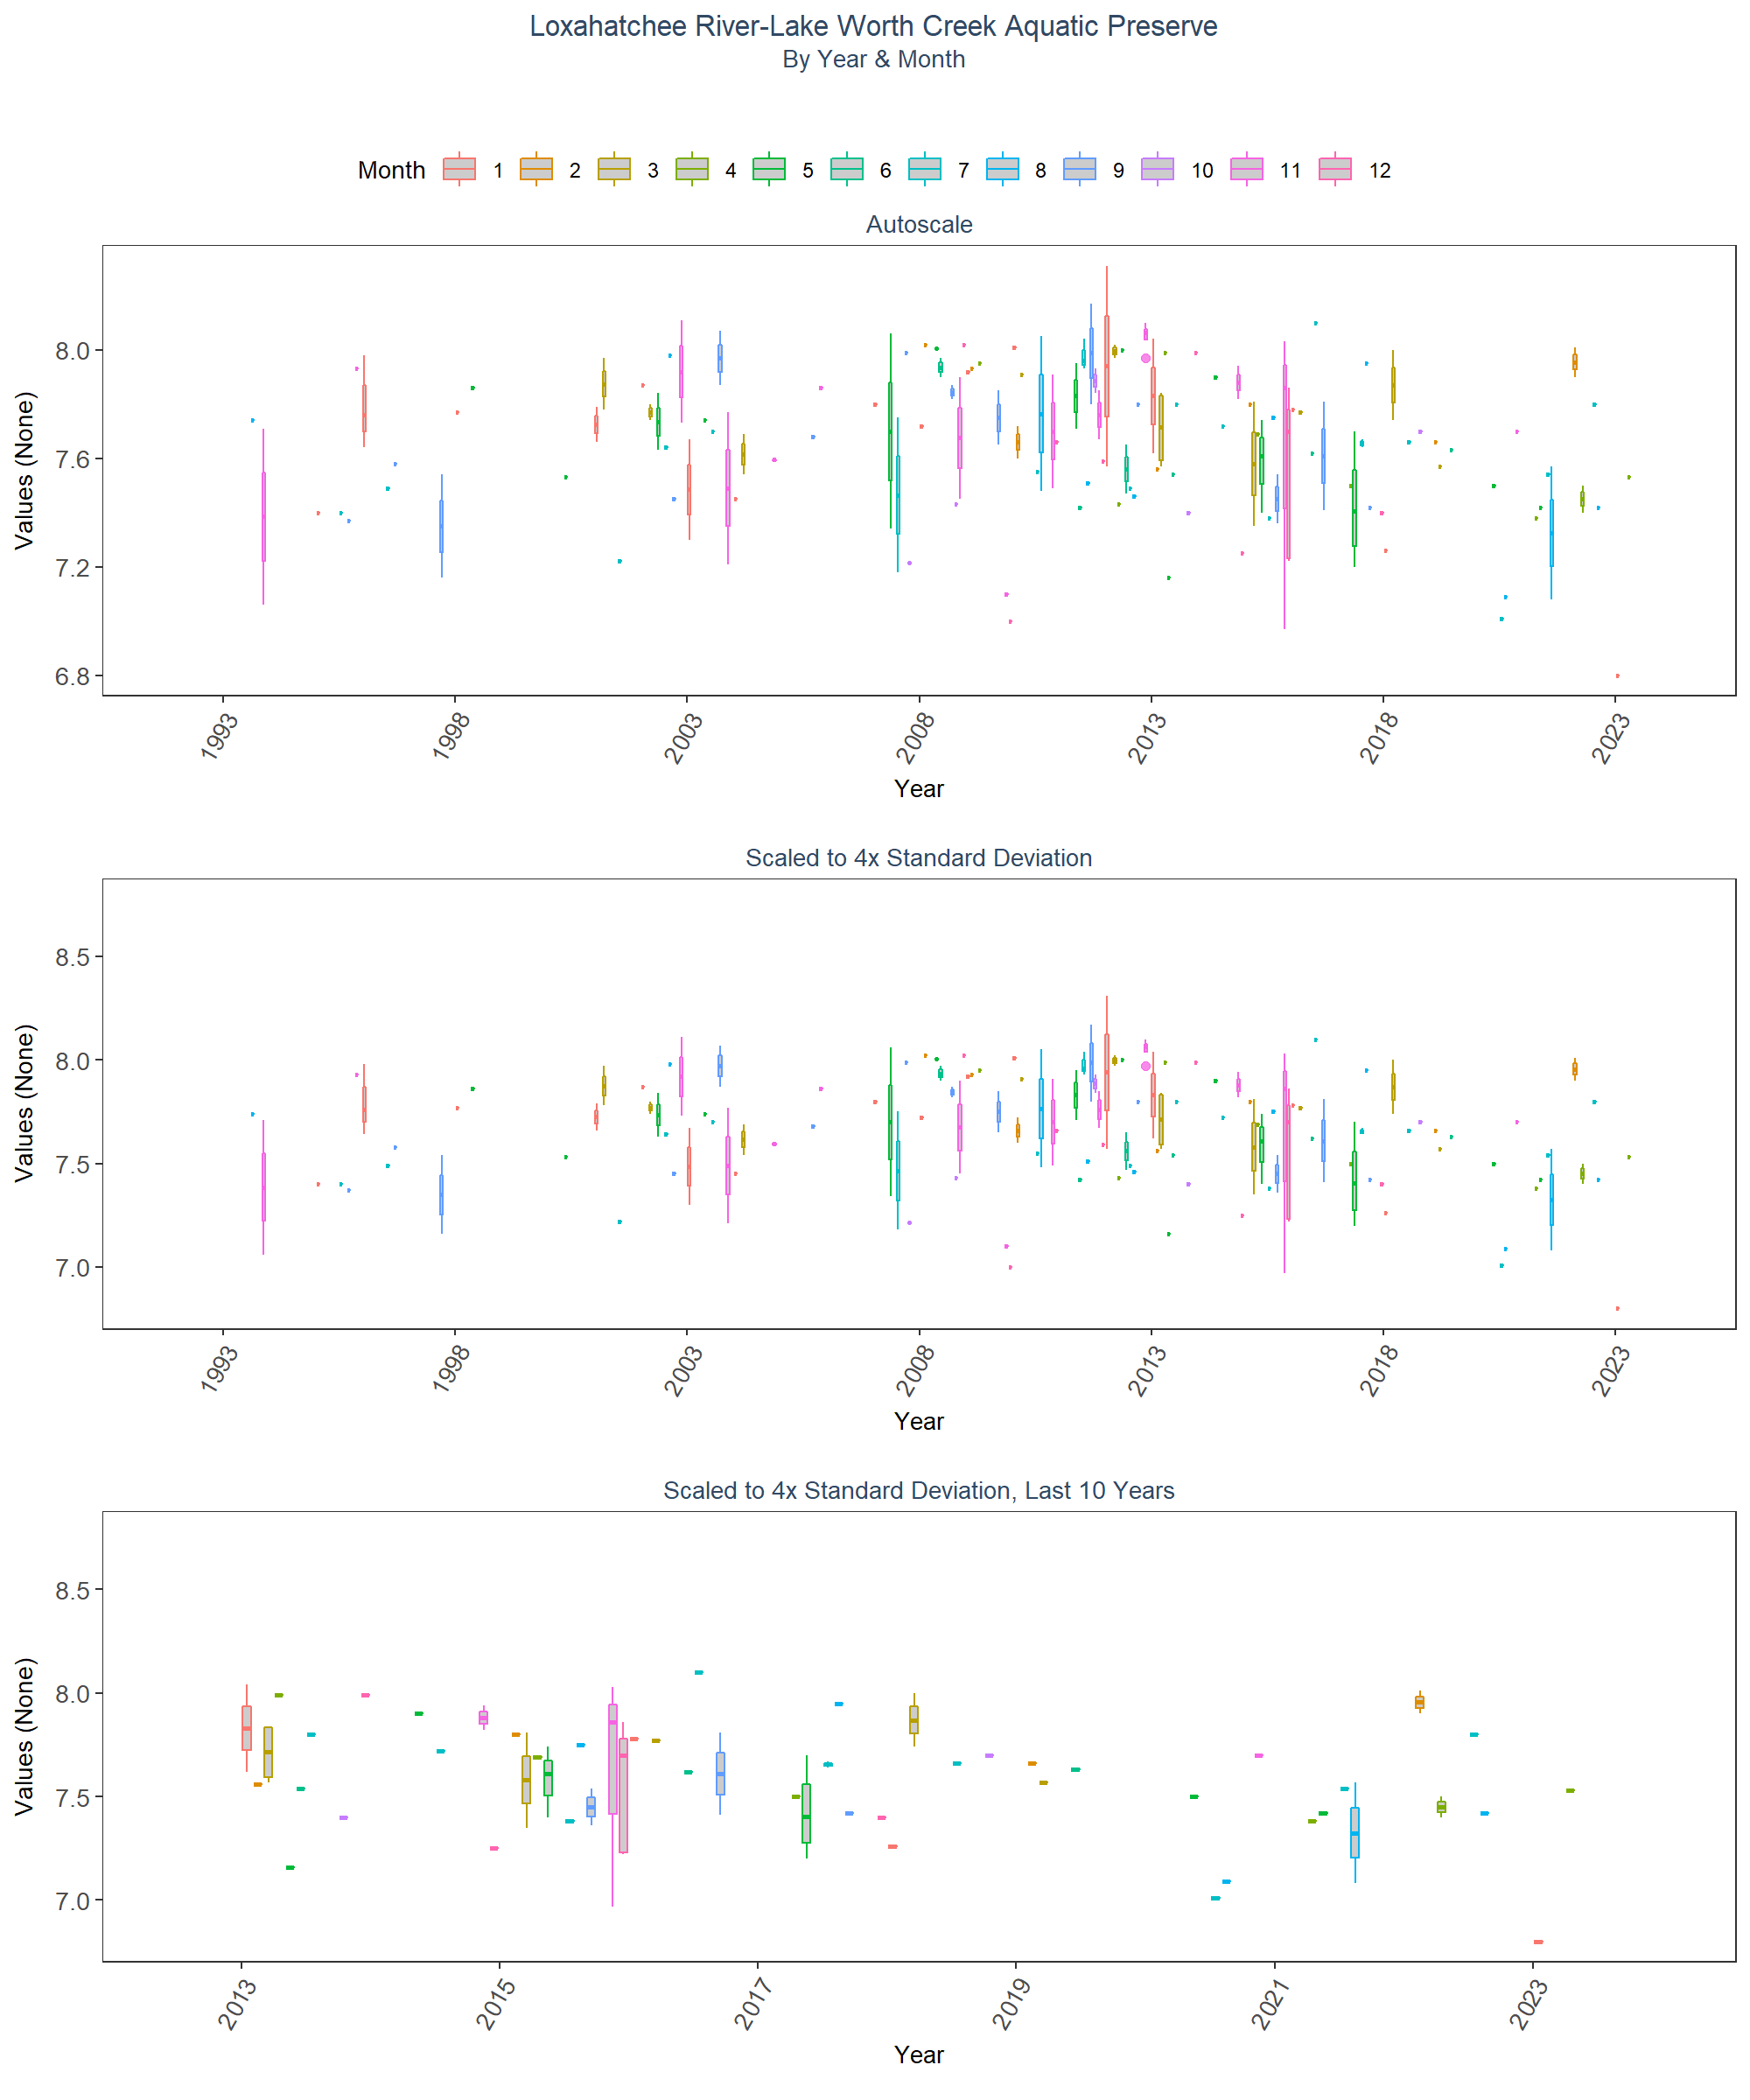 Loxahatchee River-Lake Worth Creek Aquatic Preserve
By Year & Month
Month 1 2 3 4 5 6 7 8 9 10 11 12
Autoscale
Values (None)
8.0
7.6
7.2
6.8
1993 1998 2003 2008 2013 2018 2023
Year
Scaled to 4x Standard Deviation
Values (None)
8.5
8.0
7.5
7.0
1993 1998 2003 2008 2013 2018 2023
Year
Scaled to 4x Standard Deviation, Last 10 Years
Values (None)
8.5
8.0
7.5
7.0
2013 2015 2017 2019 2021 2023
Year